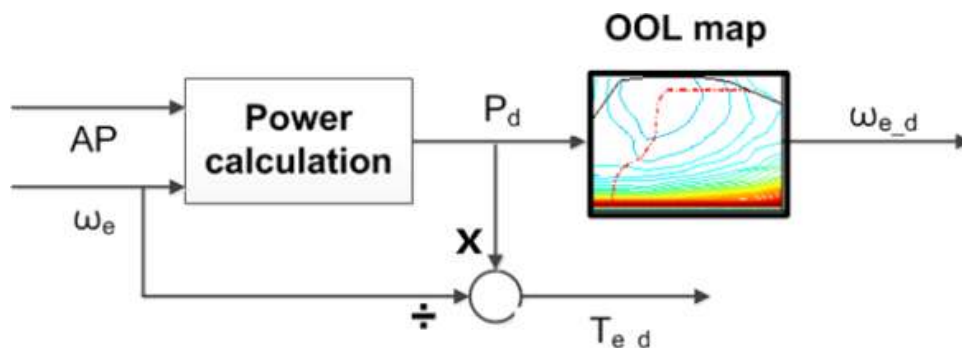 OOL map
AP
Power
calculation
P_d
ω_e_d
ω_e
X
÷
T_e_d